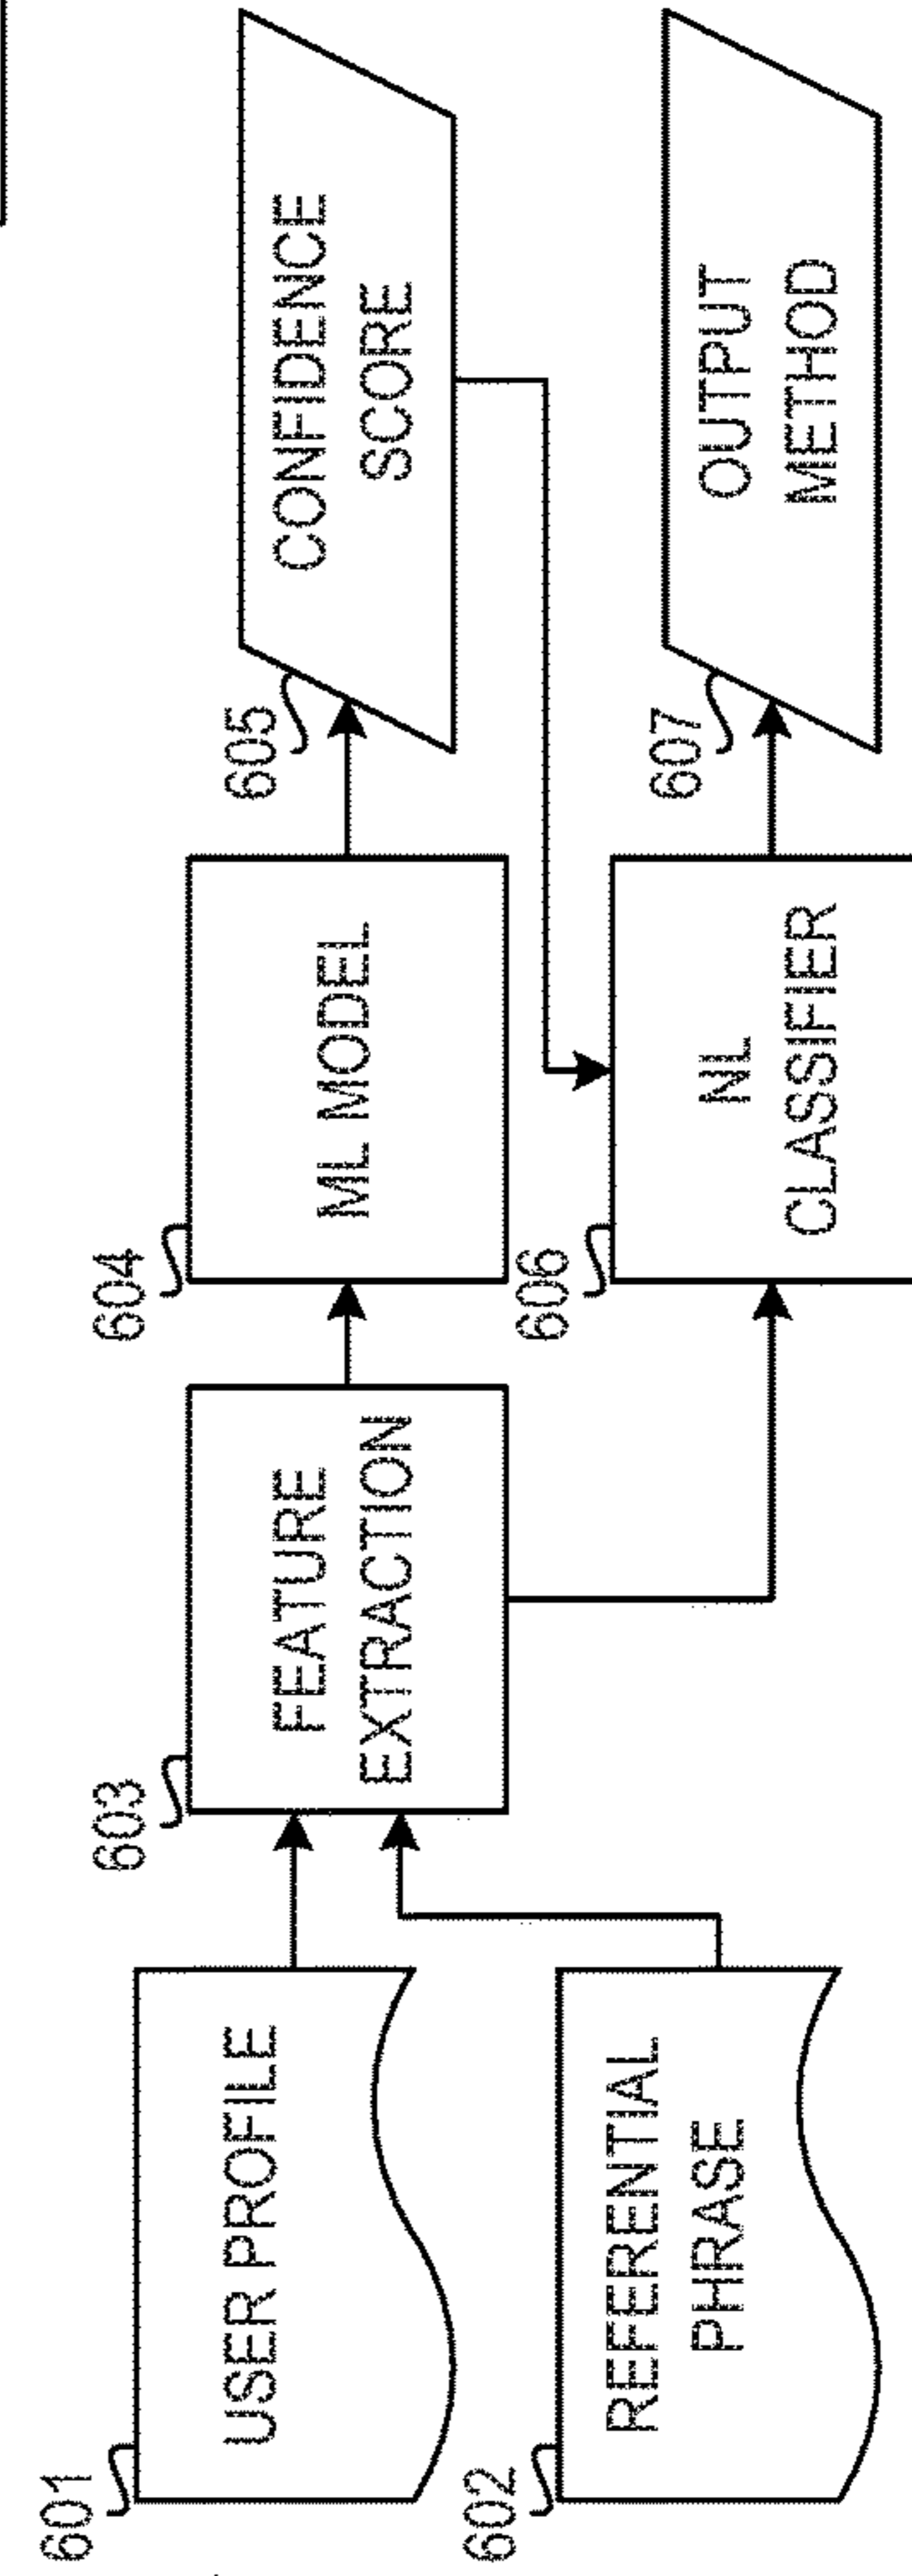 601
USER PROFILE
602
REFERENTIAL
PHRASE
603
FEATURE
EXTRACTION
604
ML MODEL
605
CONFIDENCE
SCORE
606
NL
CLASSIFIER
607
OUTPUT
METHOD